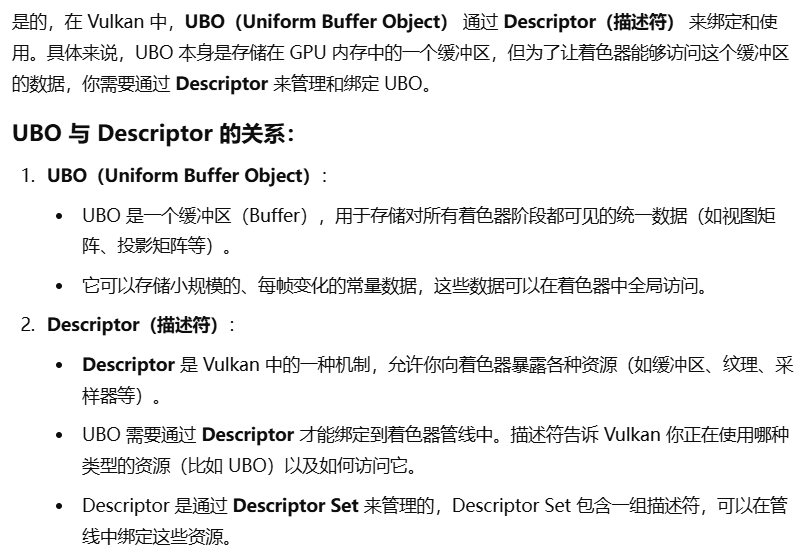 是的，在 Vulkan 中，UBO（Uniform Buffer Object） 通过 Descriptor（描述符） 来绑定和使
用。具体来说，UBO 本身是存储在 GPU 内存中的一个缓冲区，但为了让着色器能够访问这个缓冲区
的数据，你需要通过 Descriptor 来管理和绑定 UBO。
UBO 与 Descriptor 的关系：
1. UBO（Uniform Buffer Object）：
• UBO 是一个缓冲区（Buffer），用于存储对所有着色器阶段都可见的统一数据（如视图矩
阵、投影矩阵等）。
• 它可以存储小规模的、每帧变化的常量数据，这些数据可以在着色器中全局访问。
2. Descriptor（描述符）：
• Descriptor 是 Vulkan 中的一种机制，允许你向着色器暴露各种资源（如缓冲区、纹理、采
样器等）。
• UBO 需要通过 Descriptor 才能绑定到着色器管线中。描述符告诉 Vulkan 你正在使用哪种
类型的资源（比如 UBO）以及如何访问它。
• Descriptor 是通过 Descriptor Set 来管理的，Descriptor Set 包含一组描述符，可以在管
线中绑定这些资源。